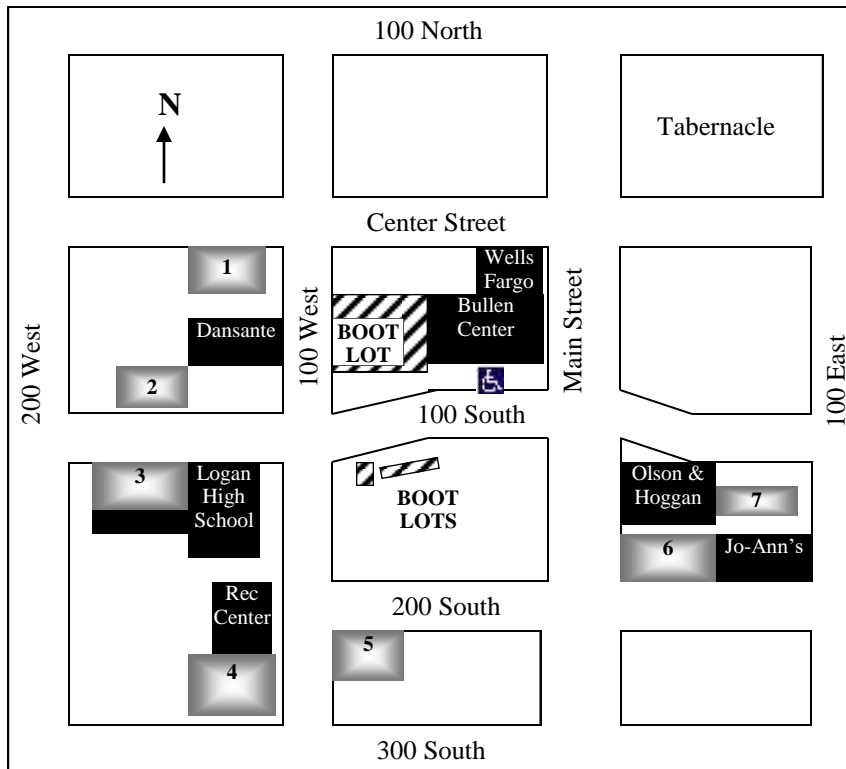 100 North
N
Tabernacle
Center Street
1
Wells
Fargo
Bullen
Center
Dansante
BOOT
LOT
200 West
100 West
Main Street
100 East
2
100 South
3
Logan
High
School
BOOT
LOTS
Olson &
Hoggan
7
6
Jo-Ann's
Rec
Center
200 South
5
4
300 South